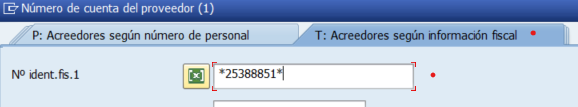 Número de cuenta del proveedor (1)
P: Acreedores según número de personal
T: Acreedores según información fiscal
Nº ident.fis.1
*25388851*